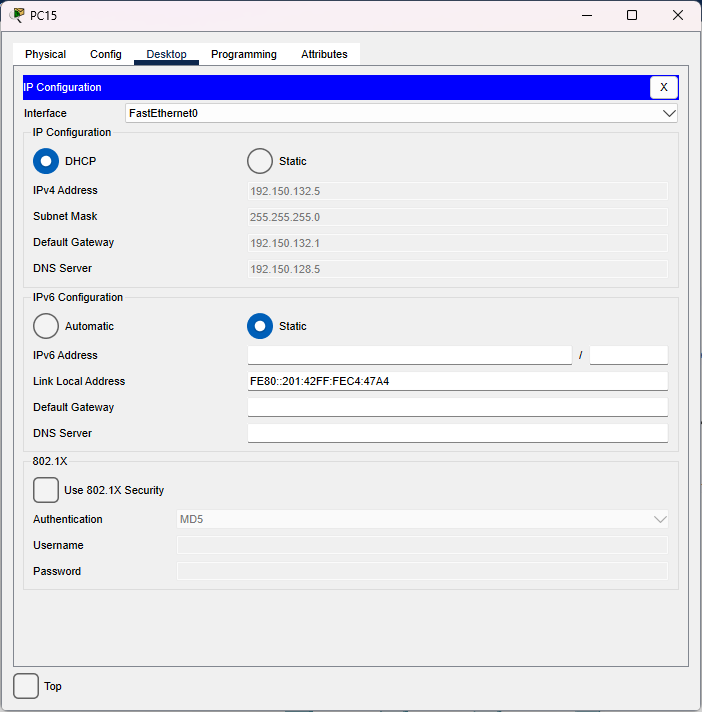 PC15
Physical Config Desktop Programming Attributes
IP Configuration X
Interface FastEthernet0
IP Configuration
DHCP Static
IPv4 Address 192.150.132.5
Subnet Mask 255.255.255.0
Default Gateway 192.150.132.1
DNS Server 192.150.128.5
IPv6 Configuration
Automatic Static
IPv6 Address /
Link Local Address FE80::201:42FF:FEC4:47A4
Default Gateway
DNS Server
802.1X
Use 802.1X Security
Authentication MD5
Username
Password
Top